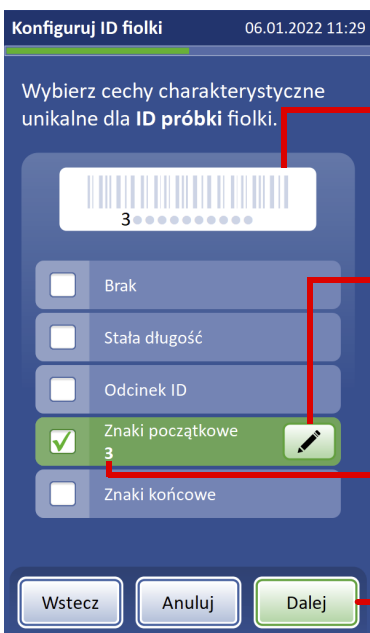 Konfiguruj ID fiolki 06.01.2022 11:29
Wybierz cechy charakterystyczne
unikalne dla ID próbki fiolki.
3
Brak
Stała długość
Odcinek ID
Znaki początkowe
3
Znaki końcowe
Wstecz Anuluj Dalej